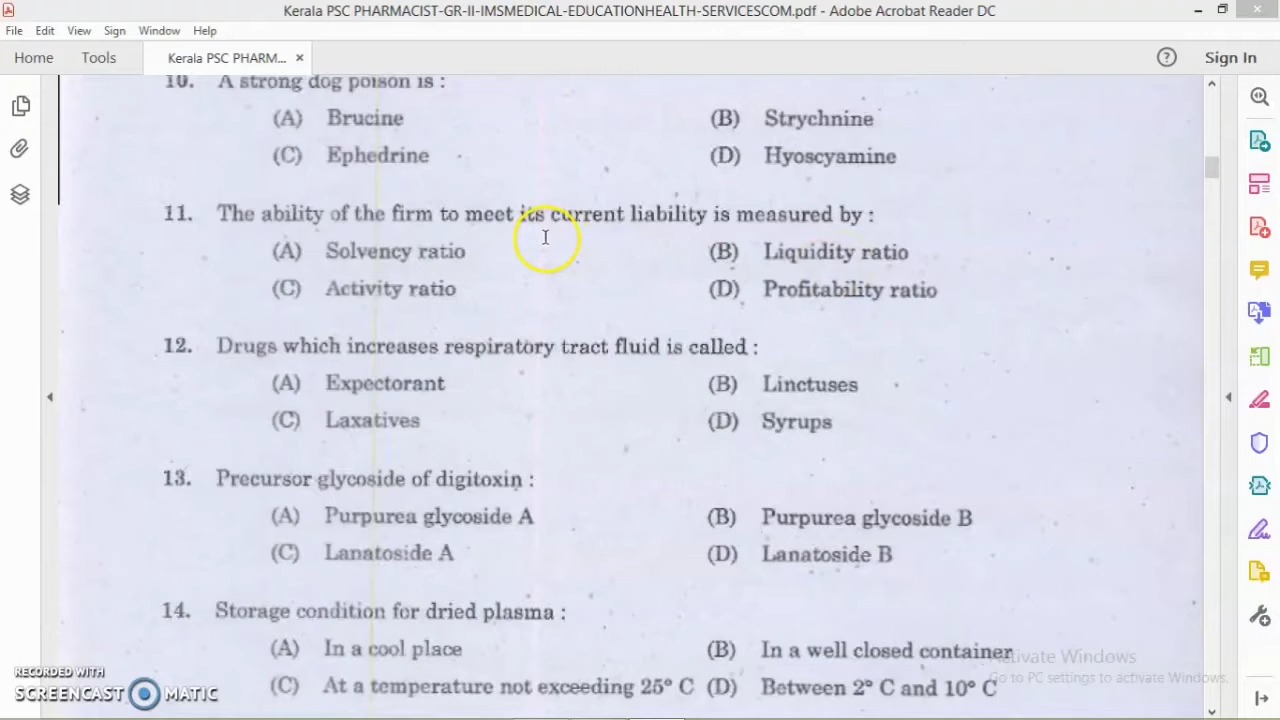 Kerala PSC PHARMACIST-GR-II-IMSMEDICAL-EDUCATIONHEALTH-SERVICESCOM.pdf - Adobe Acrobat Reader DC
File Edit View Sign Window Help
Home Tools Kerala PSC PHARM... × ? Sign In
10. A strong dog poison is :
(A) Brucine (B) Strychnine
(C) Ephedrine (D) Hyoscyamine
11. The ability of the firm to meet its current liability is measured by :
(A) Solvency ratio (B) Liquidity ratio
(C) Activity ratio (D) Profitability ratio
12. Drugs which increases respiratory tract fluid is called :
(A) Expectorant (B) Linctuses
(C) Laxatives (D) Syrups
13. Precursor glycoside of digitoxin :
(A) Purpurea glycoside A (B) Purpurea glycoside B
(C) Lanatoside A (D) Lanatoside B
14. Storage condition for dried plasma :
(A) In a cool place (B) In a well closed container
(C) At a temperature not exceeding 25° C (D) Between 2° C and 10° C
Activate Windows
Go to PC settings to activate Windows.
RECORDED WITH
SCREENCAST MATIC